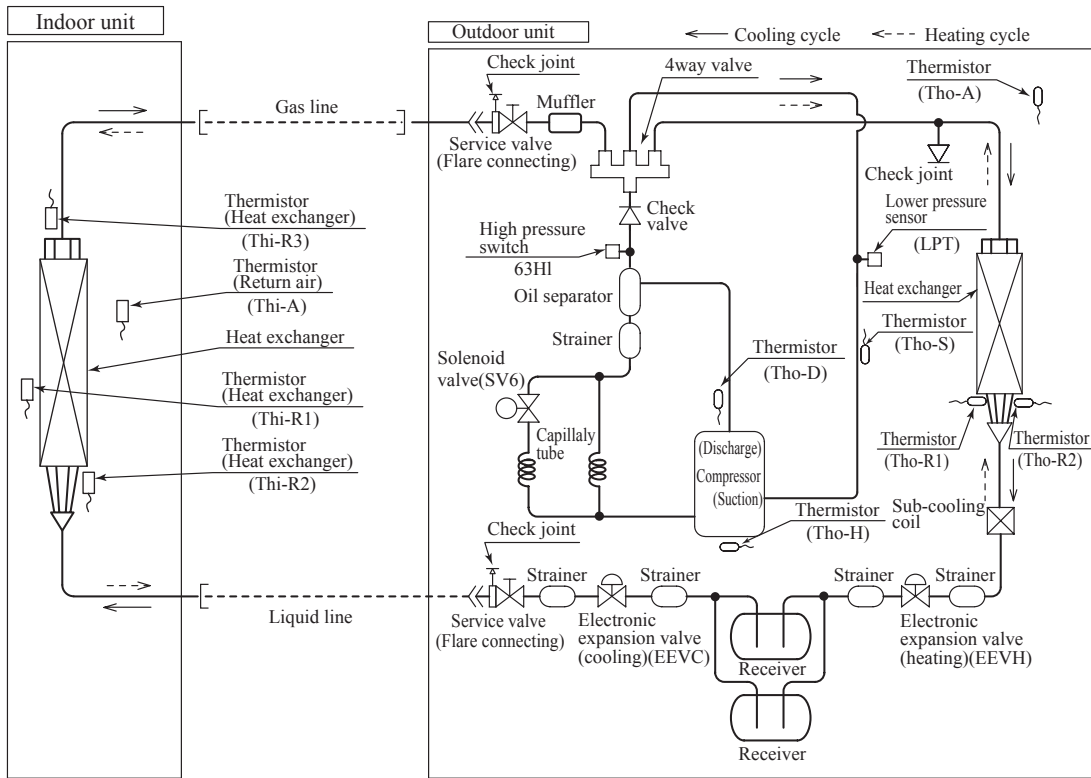 Indoor unit
Outdoor unit
Cooling cycle
Heating cycle
Check joint
4way valve
Thermistor
(Tho-A)
Gas line
Muffler
Service valve
(Flare connecting)
Check joint
Thermistor
(Heat exchanger)
(Thi-R3)
Check
valve
Lower pressure
sensor
(LPT)
High pressure
switch
63Hl
Thermistor
(Return air)
(Thi-A)
Oil separator
Heat exchanger
Heat exchanger
Strainer
Thermistor
(Tho-S)
Thermistor
(Tho-D)
Solenoid
valve(SV6)
Thermistor
(Heat exchanger)
(Thi-R1)
Capillaly
tube
(Discharge)
Compressor
(Suction)
Thermistor
(Tho-R1)
Thermistor
(Tho-R2)
Thermistor
(Heat exchanger)
(Thi-R2)
Sub-cooling
coil
Thermistor
(Tho-H)
Check joint
Strainer
Strainer
Strainer
Strainer
Liquid line
Service valve
(Flare connecting)
Electronic
expansion valve
(cooling)(EEVC)
Receiver
Electronic
expansion valve
(heating)(EEVH)
Receiver